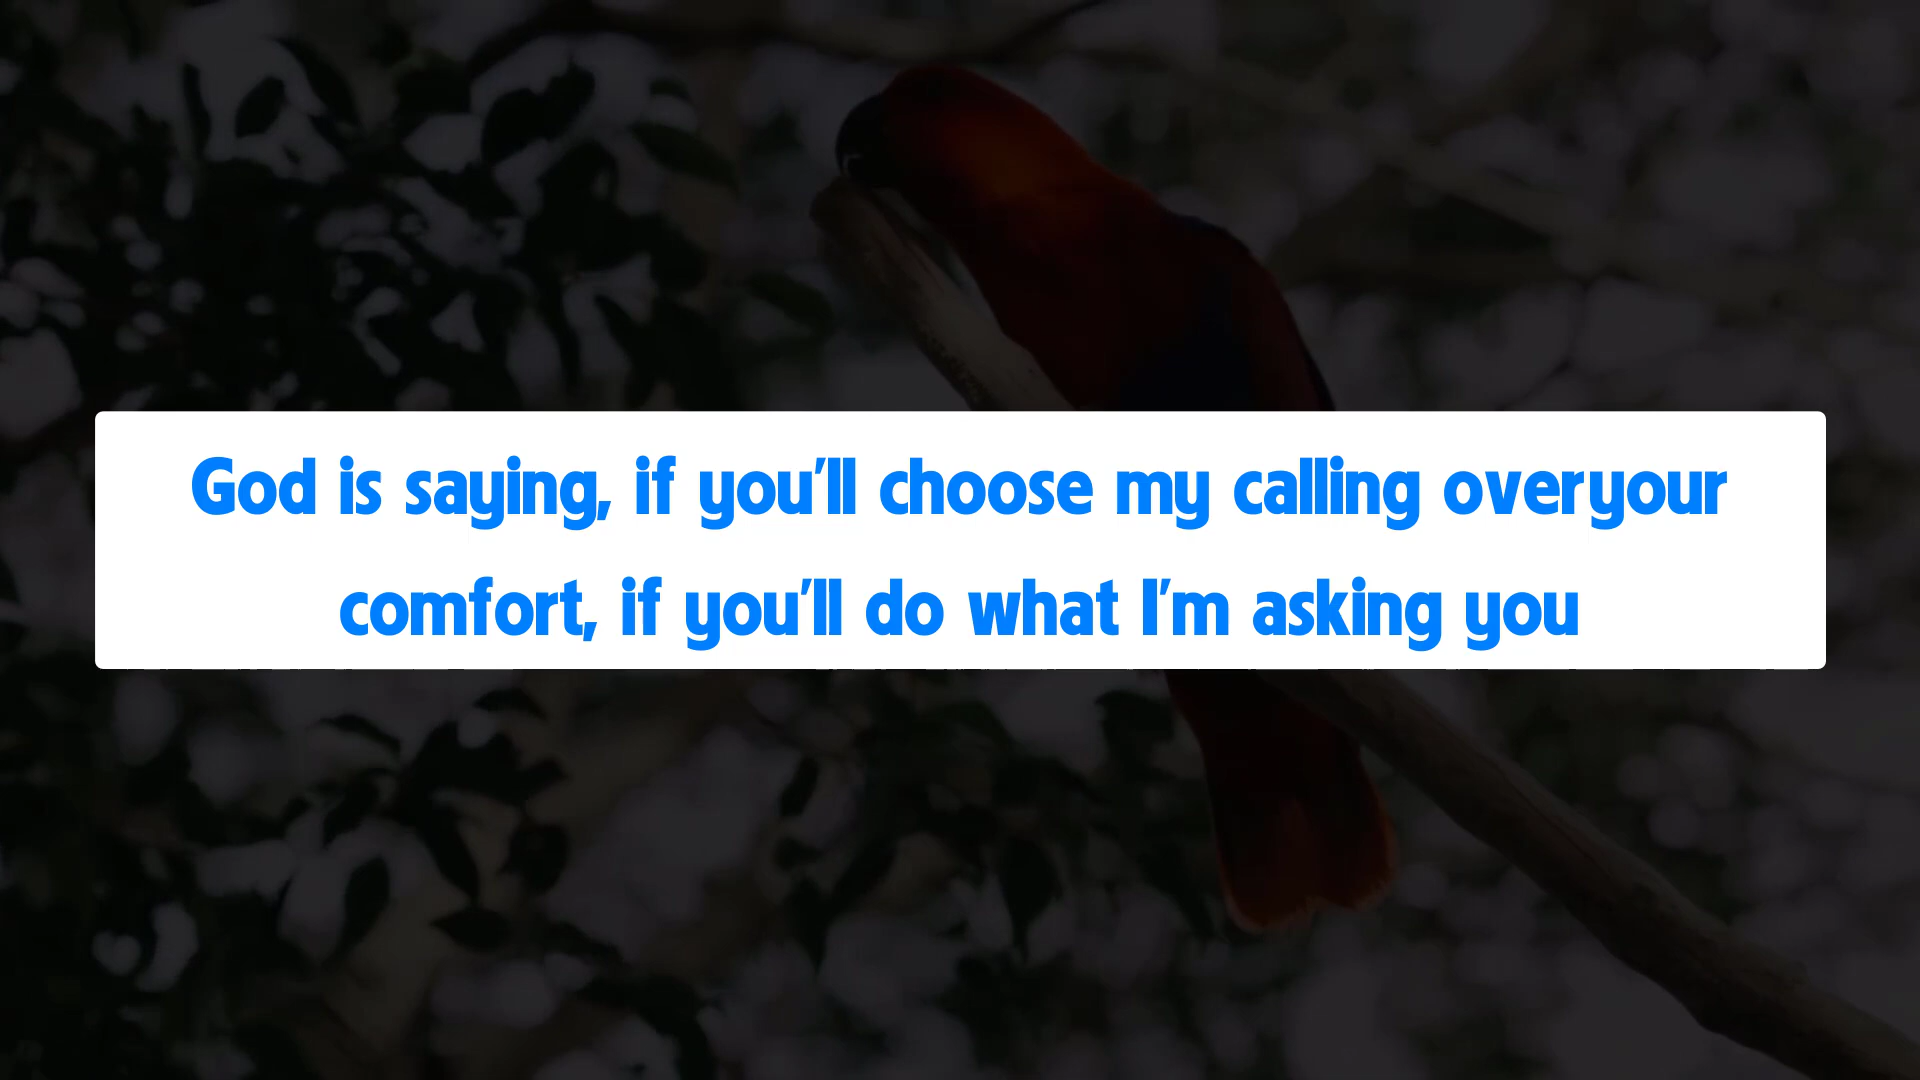 God is saying, if you'll choose my calling overyour
comfort, if you'll do what I'm asking you